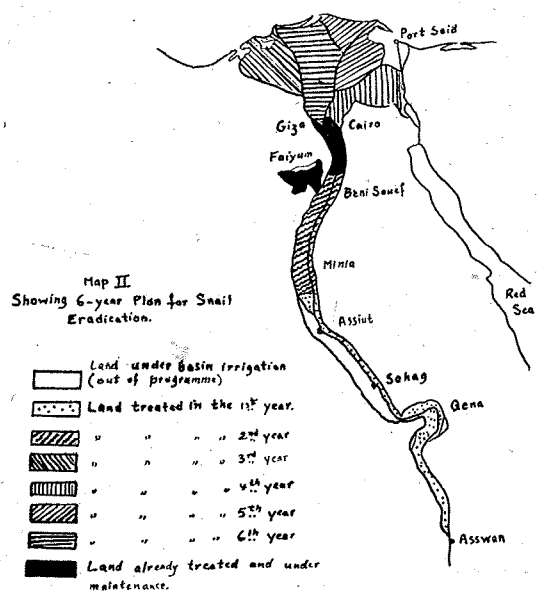 Port Said
Giza
Cairo
Faiyum
Beni Souef
Minia
Map II
Showing 6-year Plan for Snail
Eradication.
Red
Sea
Assiut
Land under basin irrigation
(out of programme)
Sohag
Land treated in the 1st year.
Qena
" " " " 2nd year
" " " " 3rd year
" " " " 4th year
" " " " 5th year
" " " " 6th year
Asswan
Land already treated and under
maintenance.